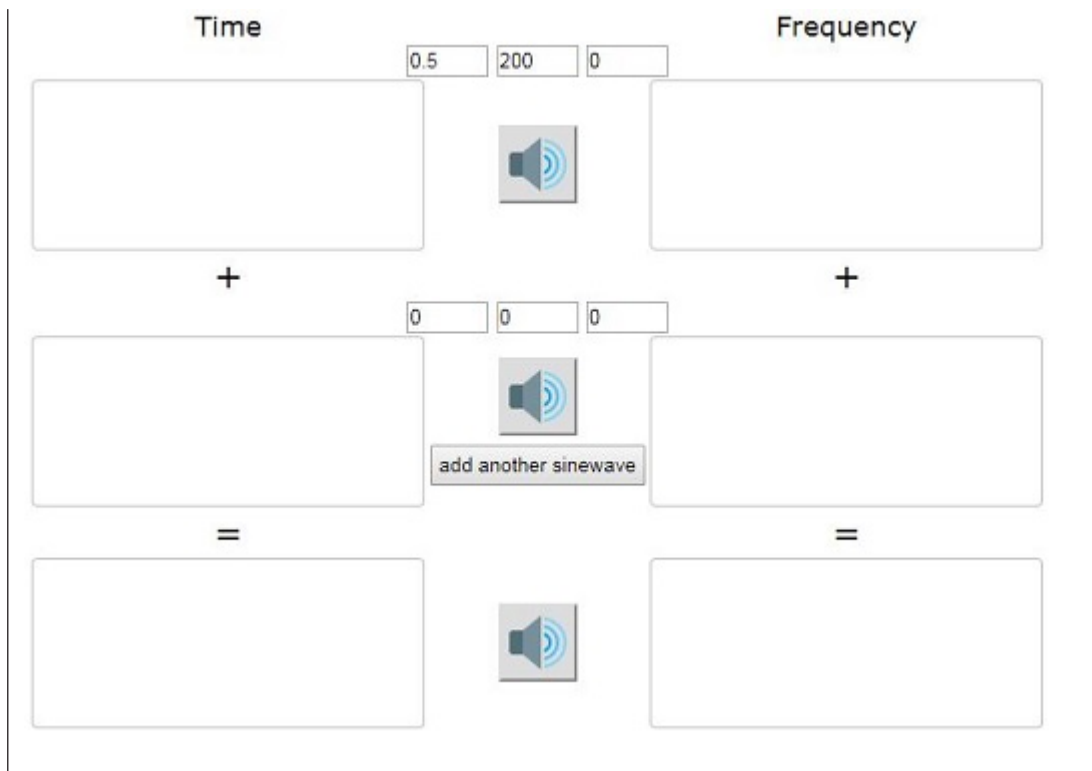 Time Frequency
0.5 200 0
+ +
0 0 0
add another sinewave
= =